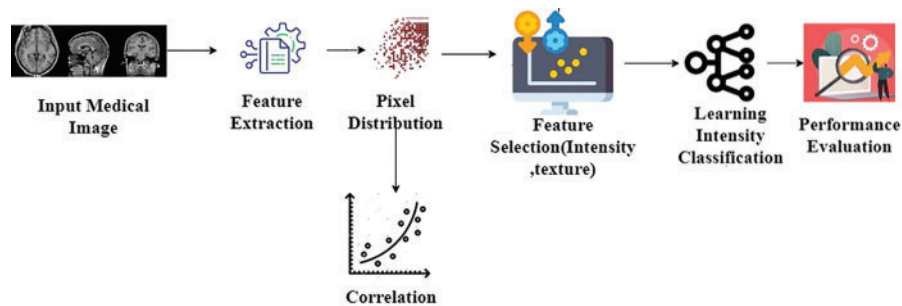 Input Medical
Image
Feature
Extraction
Pixel
Distribution
Feature
Selection(Intensity
,texture)
Learning
Intensity
Classification
Performance
Evaluation
Correlation